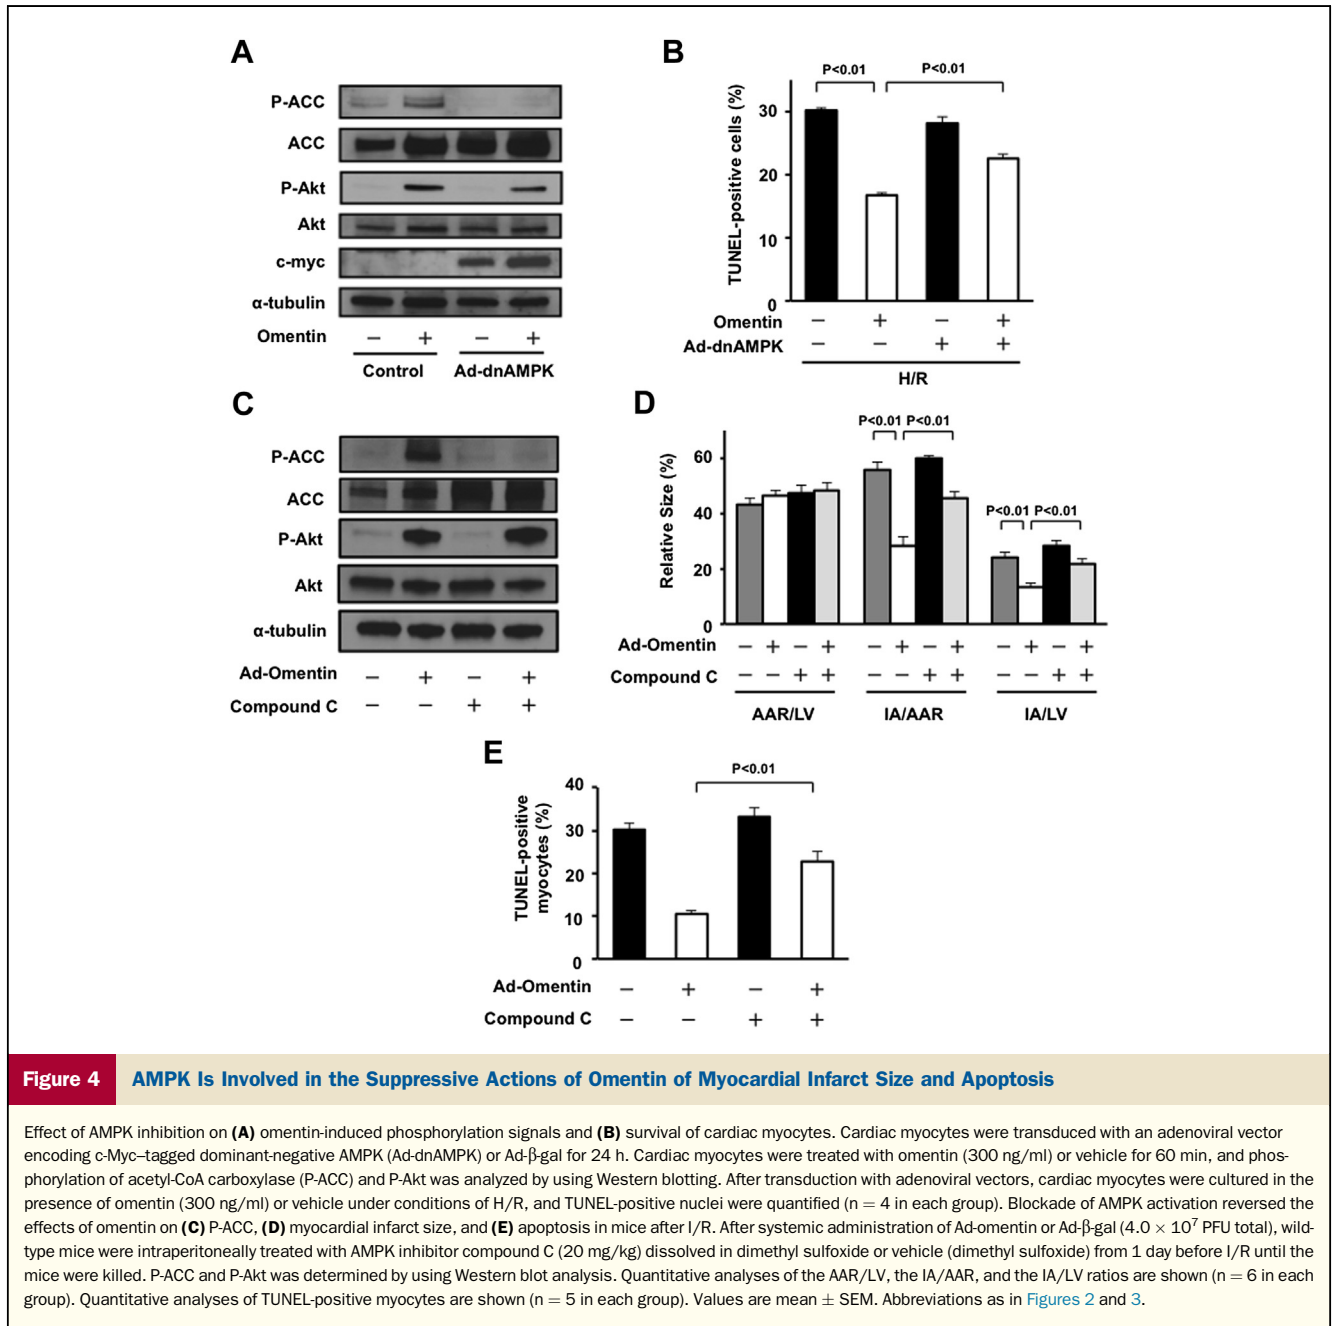 A
P-ACC
ACC
P-Akt
Akt
c-myc
α-tubulin
Omentin − + − +
Control Ad-dnAMPK
B
P<0.01 P<0.01
TUNEL-positive cells (%)
30
20
10
0
Omentin − + − +
Ad-dnAMPK − − + +
H/R
C
P-ACC
ACC
P-Akt
Akt
α-tubulin
Ad-Omentin − + − +
Compound C − − + +
D
P<0.01 P<0.01
P<0.01 P<0.01
Relative Size (%)
60
40
20
0
Ad-Omentin − + − + − + − + − + − +
Compound C − − + + − − + + − − + +
AAR/LV IA/AAR IA/LV
E
P<0.01
TUNEL-positive
myocytes (%)
40
30
20
10
0
Ad-Omentin − + − +
Compound C − − + +
Figure 4 AMPK Is Involved in the Suppressive Actions of Omentin of Myocardial Infarct Size and Apoptosis
Effect of AMPK inhibition on (A) omentin-induced phosphorylation signals and (B) survival of cardiac myocytes. Cardiac myocytes were transduced with an adenoviral vector
encoding c-Myc–tagged dominant-negative AMPK (Ad-dnAMPK) or Ad-β-gal for 24 h. Cardiac myocytes were treated with omentin (300 ng/ml) or vehicle for 60 min, and phos-
phorylation of acetyl-CoA carboxylase (P-ACC) and P-Akt was analyzed by using Western blotting. After transduction with adenoviral vectors, cardiac myocytes were cultured in the
presence of omentin (300 ng/ml) or vehicle under conditions of H/R, and TUNEL-positive nuclei were quantified (n = 4 in each group). Blockade of AMPK activation reversed the
effects of omentin on (C) P-ACC, (D) myocardial infarct size, and (E) apoptosis in mice after I/R. After systemic administration of Ad-omentin or Ad-β-gal (4.0 × 10⁷ PFU total), wild-
type mice were intraperitoneally treated with AMPK inhibitor compound C (20 mg/kg) dissolved in dimethyl sulfoxide or vehicle (dimethyl sulfoxide) from 1 day before I/R until the
mice were killed. P-ACC and P-Akt was determined by using Western blot analysis. Quantitative analyses of the AAR/LV, the IA/AAR, and the IA/LV ratios are shown (n = 6 in each
group). Quantitative analyses of TUNEL-positive myocytes are shown (n = 5 in each group). Values are mean ± SEM. Abbreviations as in Figures 2 and 3.